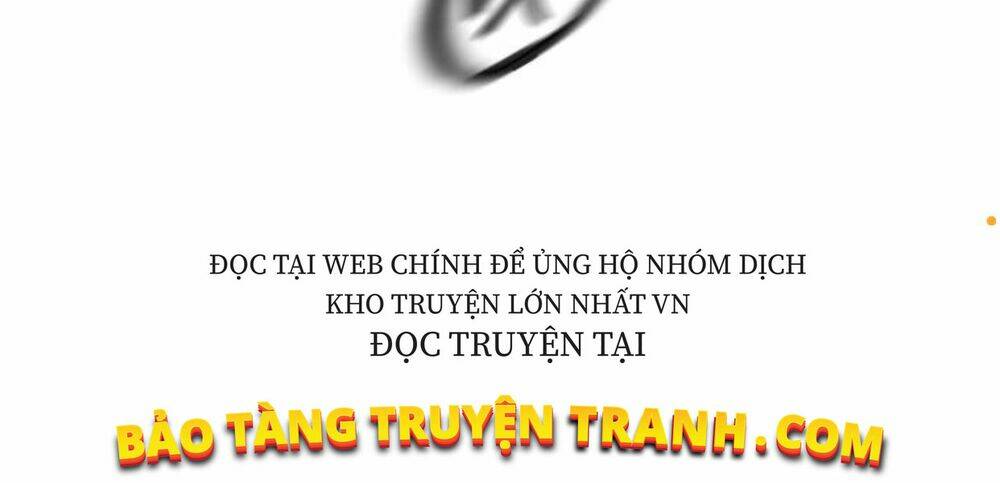 ĐỌC TẠI WEB CHÍNH ĐỂ ỦNG HỘ NHÓM DỊCH
KHO TRUYỆN LỚN NHẤT VN
ĐỌC TRUYỆN TẠI
BẢO TÀNG TRUYỆN TRANH.COM